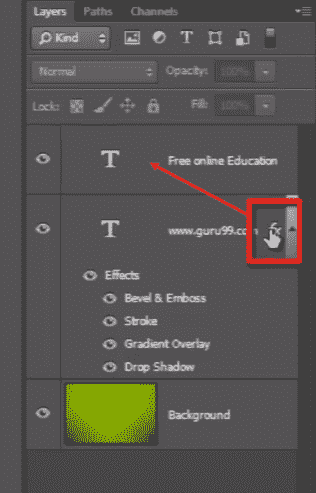 Layers Paths Channels
Kind T
Normal Opacity: 100%
Lock: Fill: 100%
T Free online Education
T www.guru99.com fx
Effects
Bevel & Emboss
Stroke
Gradient Overlay
Drop Shadow
Background